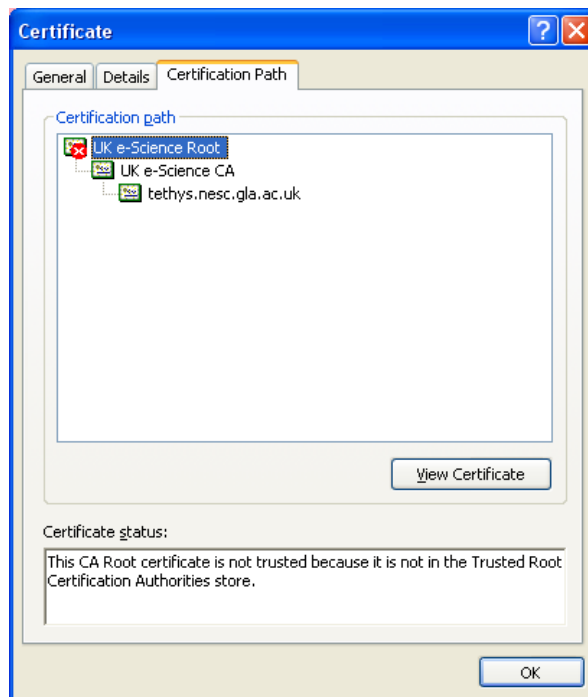 Certificate
General Details Certification Path
Certification path
UK e-Science Root
UK e-Science CA
tethys.nesc.gla.ac.uk
View Certificate
Certificate status:
This CA Root certificate is not trusted because it is not in the Trusted Root
Certification Authorities store.
OK